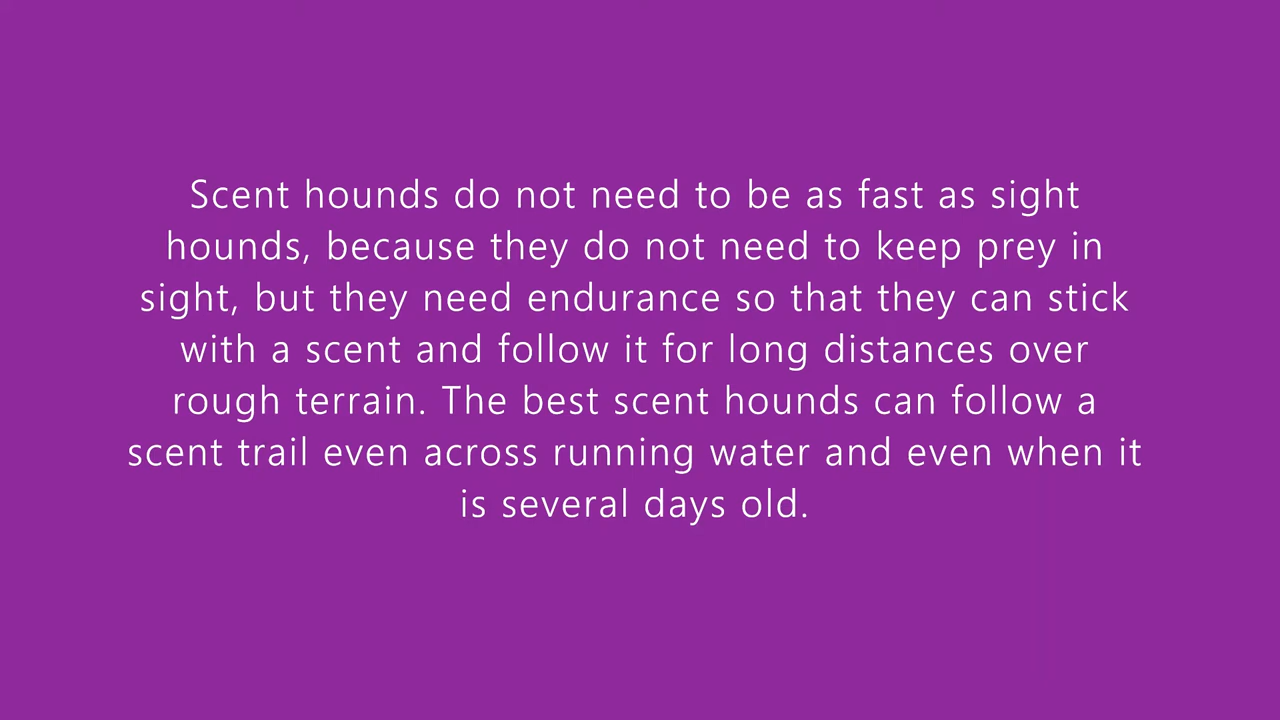 Scent hounds do not need to be as fast as sight
hounds, because they do not need to keep prey in
sight, but they need endurance so that they can stick
with a scent and follow it for long distances over
rough terrain. The best scent hounds can follow a
scent trail even across running water and even when it
is several days old.